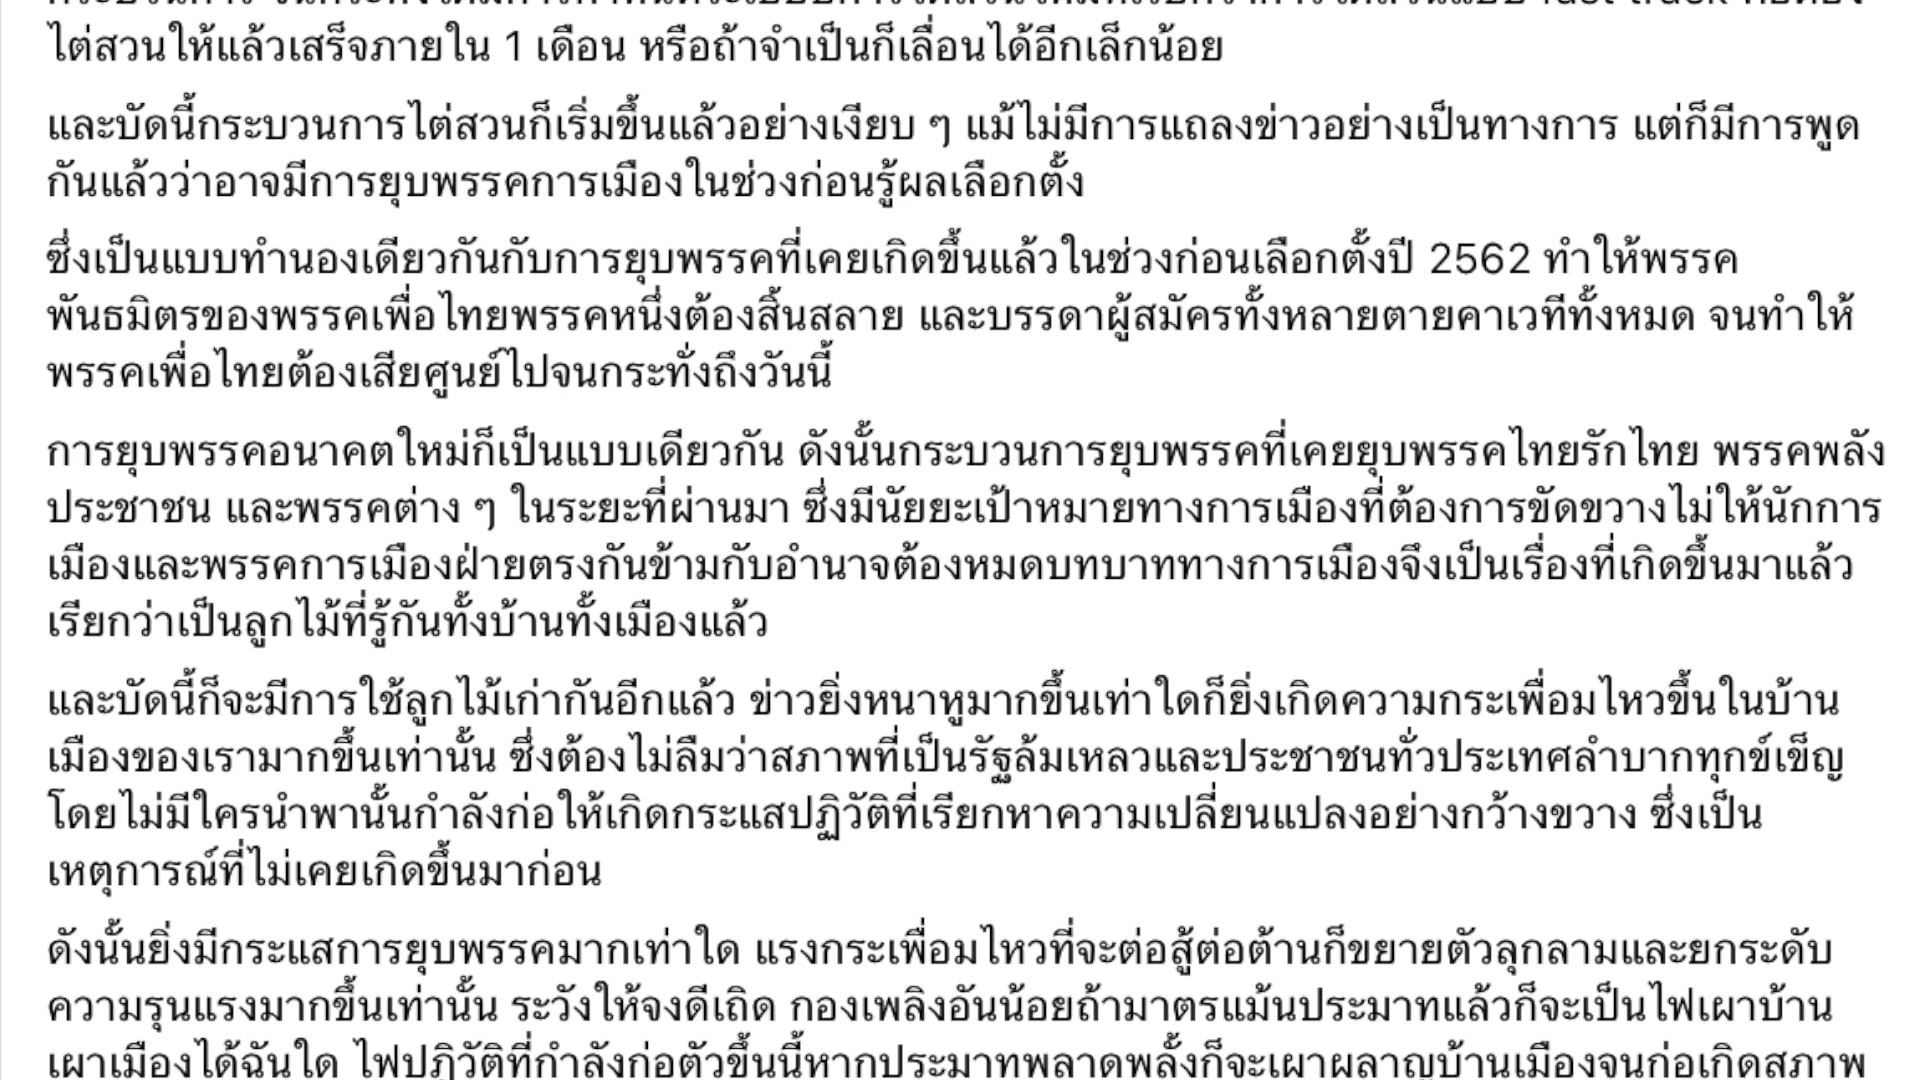 ไต่สวนให้แล้วเสร็จภายใน 1 เดือน หรือถ้าจำเป็นก็เลื่อนได้อีกเล็กน้อย
และบัดนี้กระบวนการไต่สวนก็เริ่มขึ้นแล้วอย่างเงียบ ๆ แม้ไม่มีการแถลงข่าวอย่างเป็นทางการ แต่ก็มีการพูด
กันแล้วว่าอาจมีการยุบพรรคการเมืองในช่วงก่อนรู้ผลเลือกตั้ง
ซึ่งเป็นแบบทำนองเดียวกันกับการยุบพรรคที่เคยเกิดขึ้นแล้วในช่วงก่อนเลือกตั้งปี 2562 ทำให้พรรค
พันธมิตรของพรรคเพื่อไทยพรรคหนึ่งต้องสิ้นสลาย และบรรดาผู้สมัครทั้งหลายตายคาเวทีทั้งหมด จนทำให้
พรรคเพื่อไทยต้องเสียศูนย์ไปจนกระทั่งถึงวันนี้
การยุบพรรคอนาคตใหม่ก็เป็นแบบเดียวกัน ดังนั้นกระบวนการยุบพรรคที่เคยยุบพรรคไทยรักไทย พรรคพลัง
ประชาชน และพรรคต่าง ๆ ในระยะที่ผ่านมา ซึ่งมีนัยยะเป้าหมายทางการเมืองที่ต้องการขัดขวางไม่ให้นักการ
เมืองและพรรคการเมืองฝ่ายตรงกันข้ามกับอำนาจต้องหมดบทบาททางการเมืองจึงเป็นเรื่องที่เกิดขึ้นมาแล้ว
เรียกว่าเป็นลูกไม้ที่รู้กันทั้งบ้านทั้งเมืองแล้ว
และบัดนี้ก็จะมีการใช้ลูกไม้เก่ากันอีกแล้ว ข่าวยิ่งหนาหูมากขึ้นเท่าใดก็ยิ่งเกิดความกระเพื่อมไหวขึ้นในบ้าน
เมืองของเรามากขึ้นเท่านั้น ซึ่งต้องไม่ลืมว่าสภาพที่เป็นรัฐล้มเหลวและประชาชนทั่วประเทศลำบากทุกข์เข็ญ
โดยไม่มีใครนำพานั้นกำลังก่อให้เกิดกระแสปฏิวัติที่เรียกหาความเปลี่ยนแปลงอย่างกว้างขวาง ซึ่งเป็น
เหตุการณ์ที่ไม่เคยเกิดขึ้นมาก่อน
ดังนั้นยิ่งมีกระแสการยุบพรรคมากเท่าใด แรงกระเพื่อมไหวที่จะต่อสู้ต่อต้านก็ขยายตัวลุกลามและยกระดับ
ความรุนแรงมากขึ้นเท่านั้น ระวังให้จงดีเถิด กองเพลิงอันน้อยถ้ามาตรแม้นประมาทแล้วก็จะเป็นไฟเผาบ้าน
เผาเมืองได้ฉันใด ไฟปฏิวัติที่กำลังก่อตัวขึ้นนี้หากประมาทพลาดพลั้งก็จะเผาผลาญบ้านเมืองจนก่อเกิดสภาพ